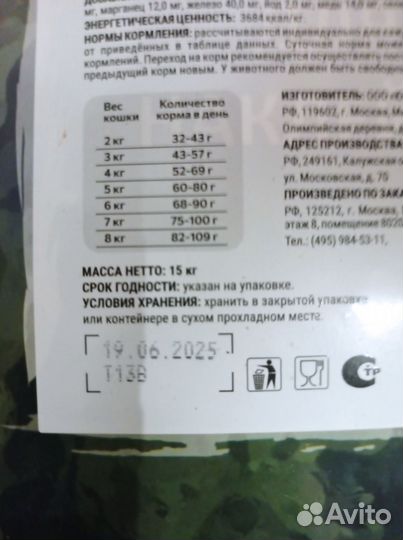 мг, марганец 12,0 мг, железо 40,0 мг, йод 2,0 мг, медь
ЭНЕРГЕТИЧЕСКАЯ ЦЕННОСТЬ: 3684 ккал/кг.
НОРМЫ КОРМЛЕНИЯ: рассчитываются индивидуально для
от приведённых в таблице данных. Суточная норма может
кормлений. Переход на корм рекомендуется осуществлять
предыдущий корм новым. У животного должен быть
Вес кошки Количество корма в день
2 кг 32-43 г
3 кг 43-57 г
4 кг 52-69 г
5 кг 60-80 г
6 кг 68-90 г
7 кг 75-100 г
8 кг 82-109 г
ИЗГОТОВИТЕЛЬ: ООО
РФ, 119602, г. Москва,
Олимпийская деревня,
АДРЕС ПРОИЗВОДСТВА
РФ, 249161, Калужская
ул. Московская, д. 75
ПРОИЗВЕДЕНО ПО ЗАКА
РФ, 125212, г. Москва
этаж 8, помещение 8020
Тел.: (495) 984-53-11,
МАССА НЕТТО: 15 кг
СРОК ГОДНОСТИ: указан на упаковке.
УСЛОВИЯ ХРАНЕНИЯ: хранить в закрытой упаковке
или контейнере в сухом прохладном месте.
19.06.2025
T13B
СТР
Avito